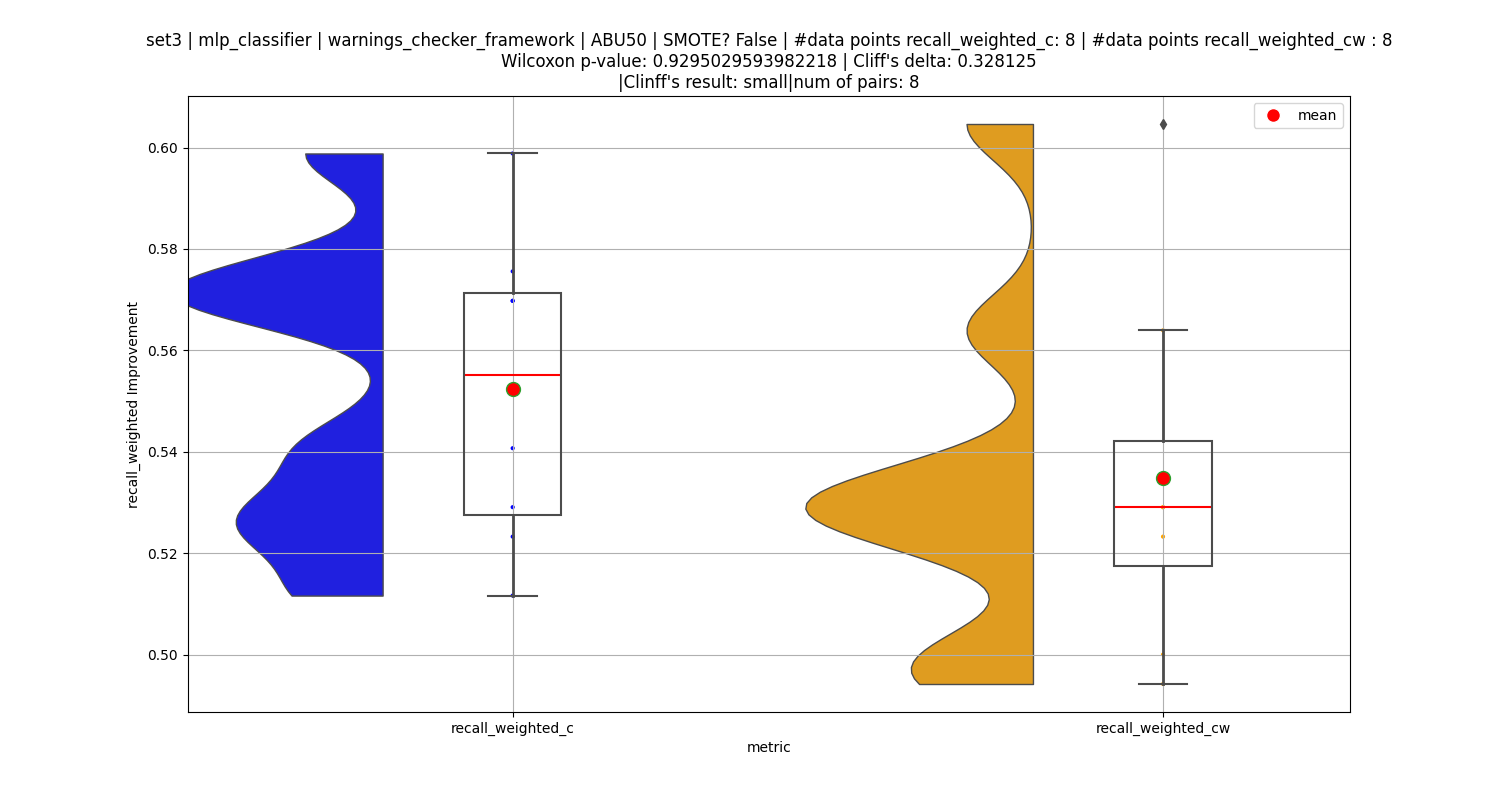 set3 | mlp_classifier | warnings_checker_framework | ABU50 | SMOTE? False | #data points recall_weighted_c: 8 | #data points recall_weighted_cw : 8
Wilcoxon p-value: 0.9295029593982218 | Cliff's delta: 0.328125
|Clinff's result: small|num of pairs: 8
mean
0.60
0.58
0.56
0.54
0.52
0.50
recall_weighted Improvement
recall_weighted_c
recall_weighted_cw
metric